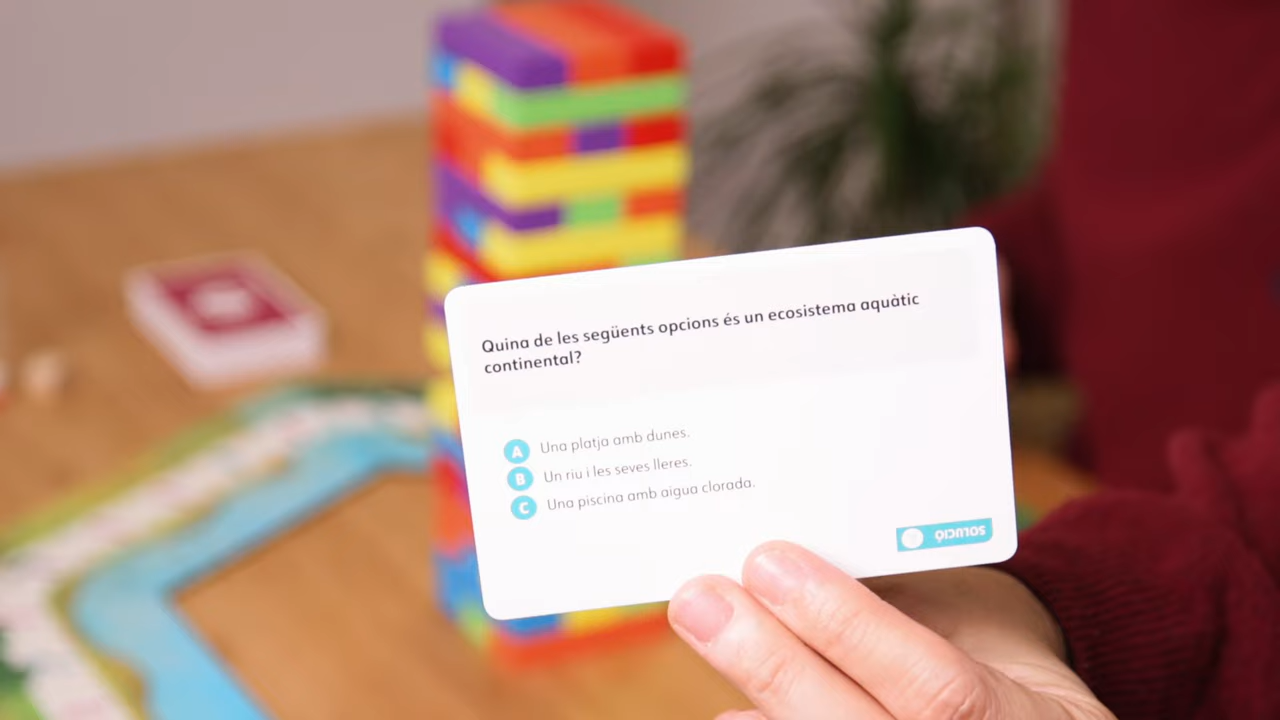 Quina de les següents opcions és un ecosistema aquàtic
continental?
A Una platja amb dunes.
B Un riu i les seves lleres.
C Una piscina amb aigua clorada.
SOLUCIÓ